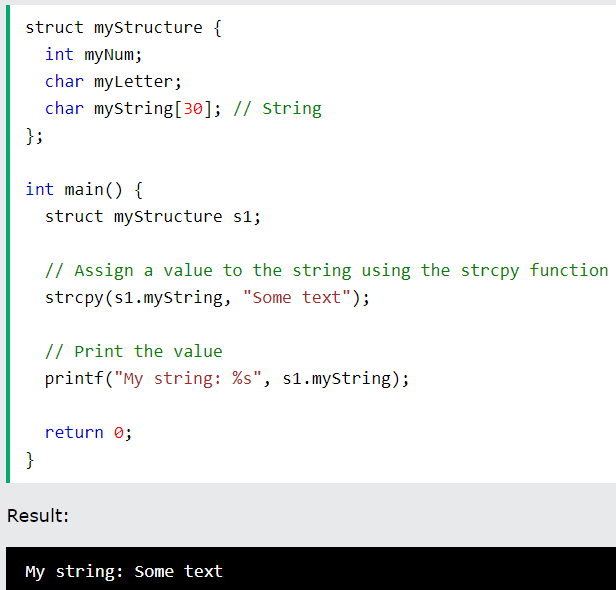 struct myStructure {
  int myNum;
  char myLetter;
  char myString[30]; // String
};

int main() {
  struct myStructure s1;

  // Assign a value to the string using the strcpy function
  strcpy(s1.myString, "Some text");

  // Print the value
  printf("My string: %s", s1.myString);

  return 0;
}
Result:
My string: Some text